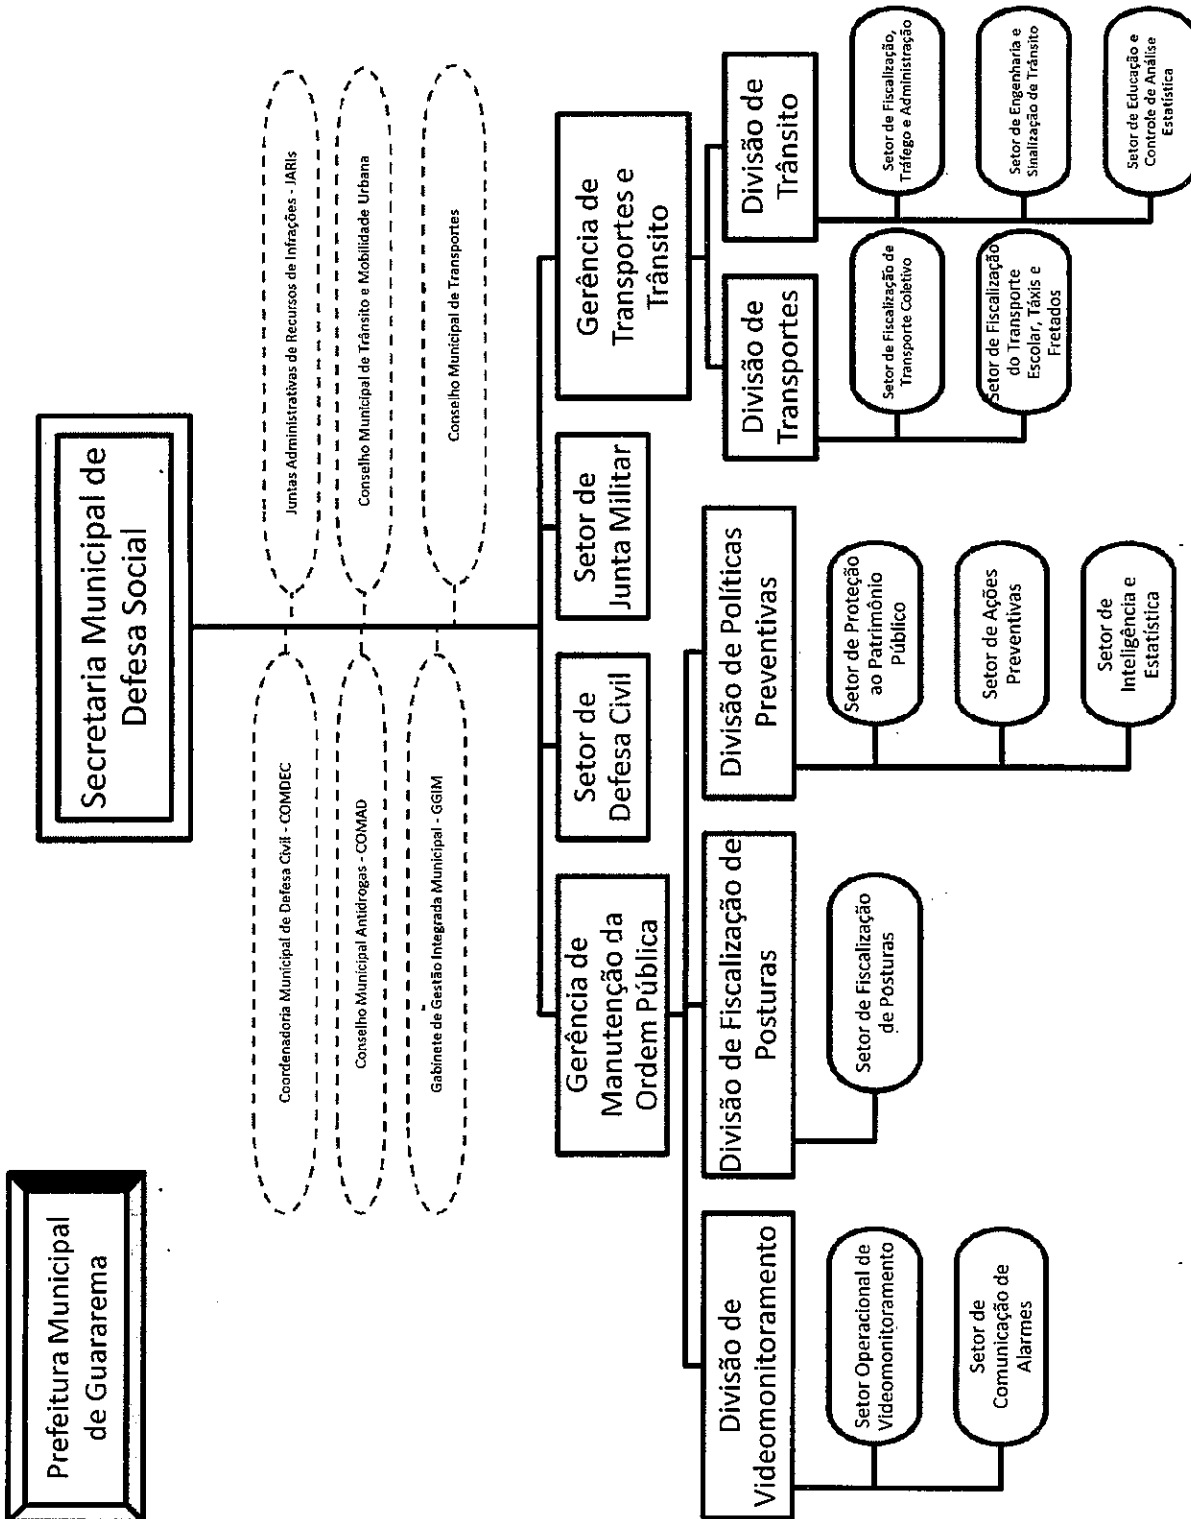 Prefeitura Municipal
de Guararema
Secretaria Municipal de
Defesa Social
Coordenadoria Municipal de Defesa Civil - COMDEC
Juntas Administrativas de Recursos de Infrações - JARIs
Conselho Municipal Antidrogas - COMAD
Conselho Municipal de Trânsito e Mobilidade Urbana
Gabinete de Gestão Integrada Municipal - GGIM
Conselho Municipal de Transportes
Gerência de
Manutenção da
Ordem Pública
Setor de
Defesa Civil
Setor de
Junta Militar
Gerência de
Transportes e
Trânsito
Divisão de
Videomonitoramento
Divisão de Fiscalização de
Posturas
Divisão de Políticas
Preventivas
Divisão de
Transportes
Divisão de
Trânsito
Setor Operacional de
Videomonitoramento
Setor de
Comunicação de
Alarmes
Setor de Fiscalização
de Posturas
Setor de Proteção
ao Patrimônio
Público
Setor de Ações
Preventivas
Setor de
Inteligência e
Estatística
Setor de Fiscalização de
Transporte Coletivo
Setor de Fiscalização
do Transporte
Escolar, Táxis e
Fretados
Setor de Fiscalização,
Tráfego e Administração
Setor de Engenharia e
Sinalização de Trânsito
Setor de Educação e
Controle de Análise
Estatística